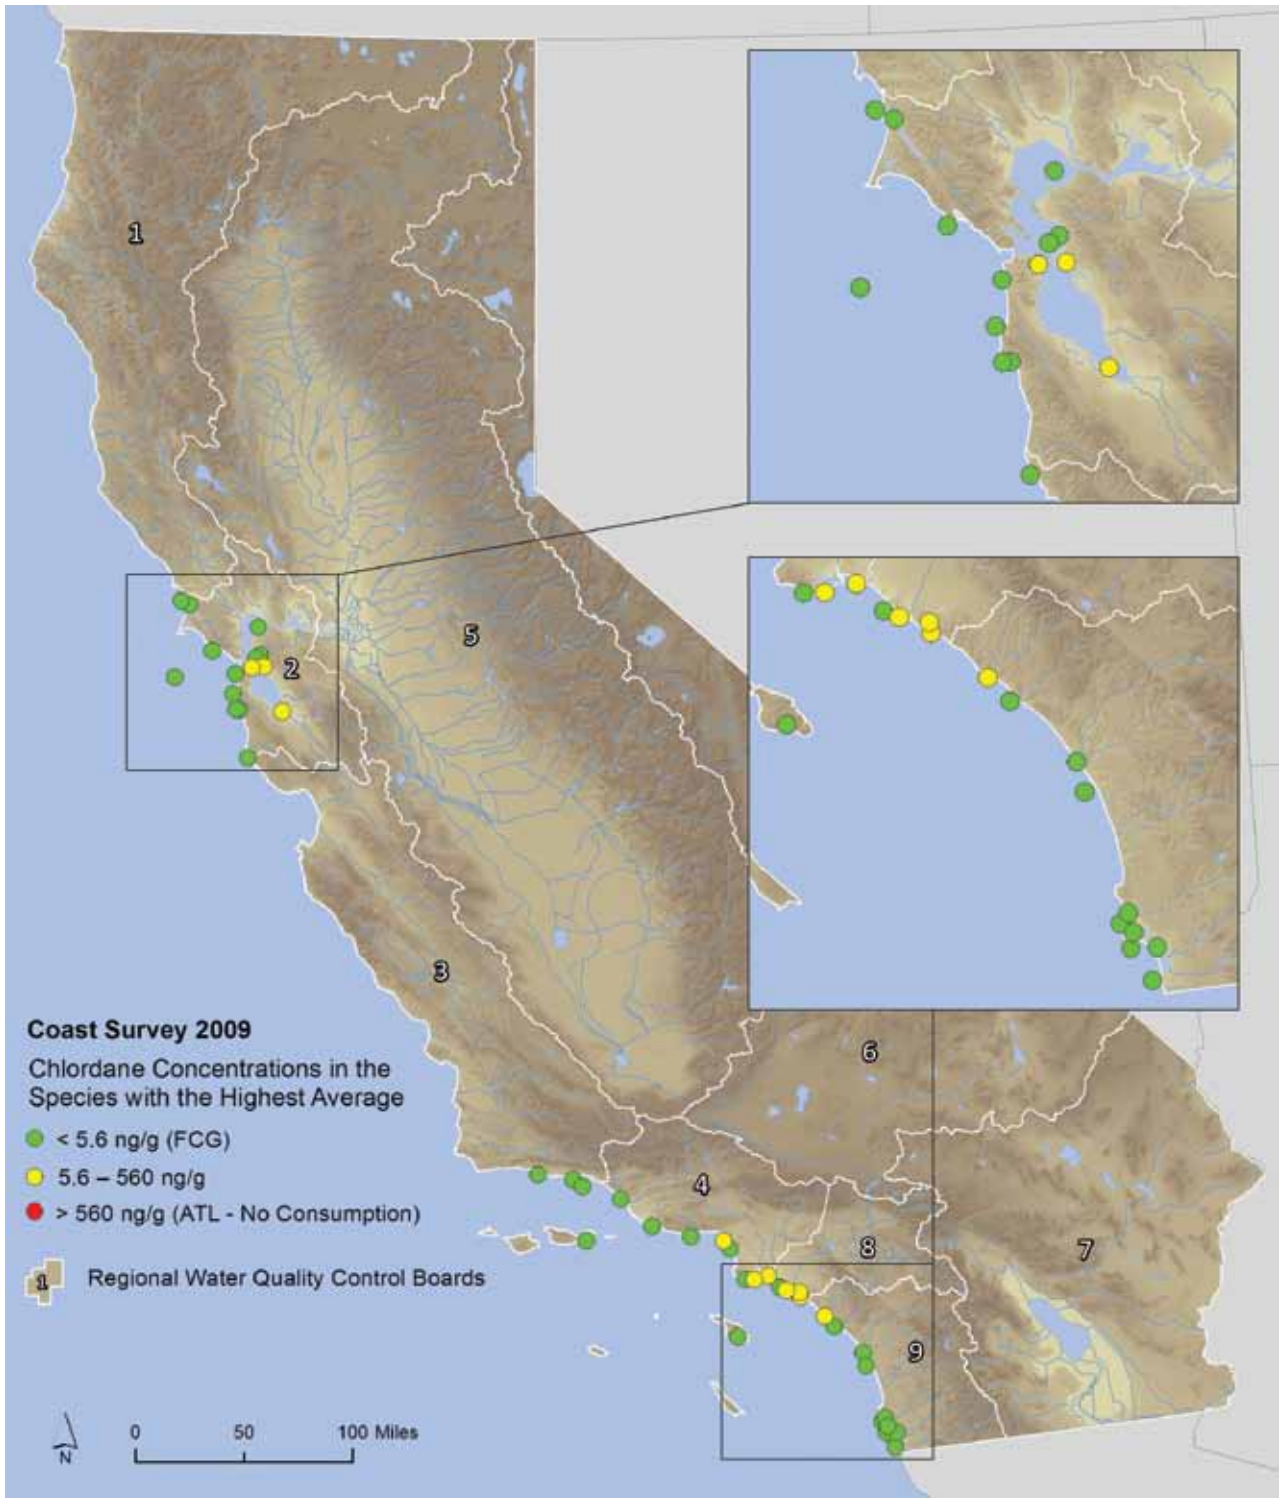 1
2
5
3
6
4
8
7
9
Coast Survey 2009
Chlordane Concentrations in the
Species with the Highest Average
< 5.6 ng/g (FCG)
5.6 – 560 ng/g
> 560 ng/g (ATL - No Consumption)
1 Regional Water Quality Control Boards
N
0 50 100 Miles